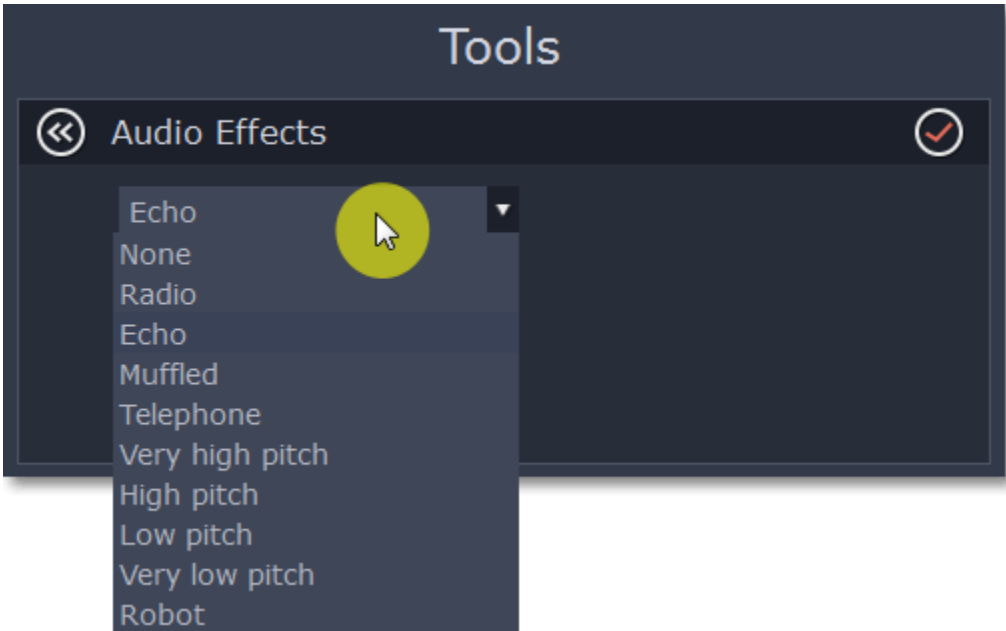 Tools
Audio Effects
Echo
None
Radio
Echo
Muffled
Telephone
Very high pitch
High pitch
Low pitch
Very low pitch
Robot